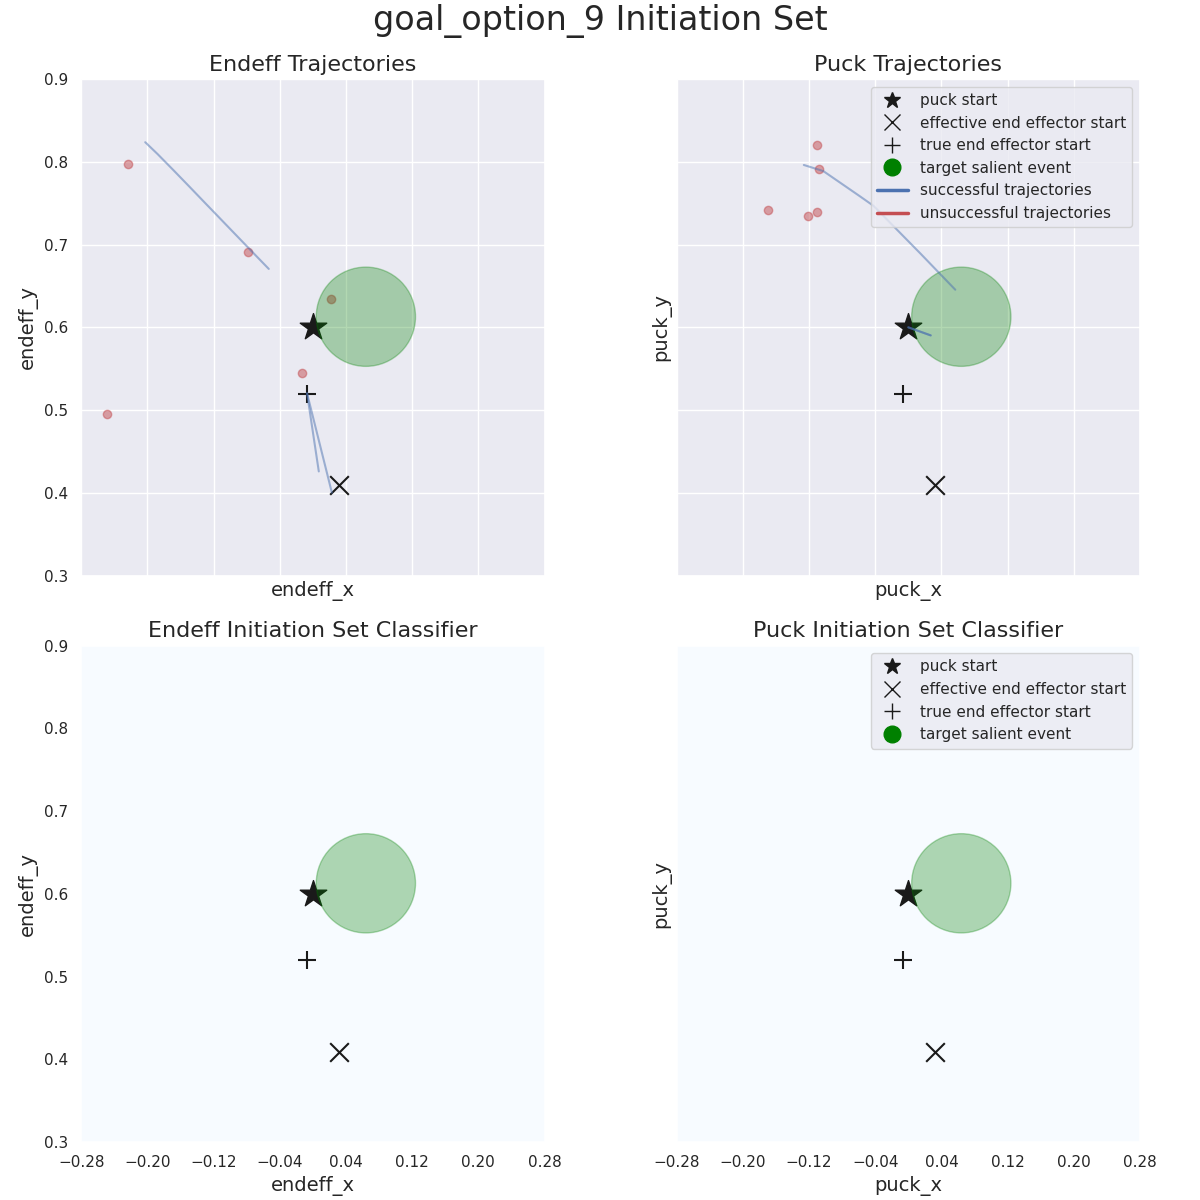 goal_option_9 Initiation Set
Endeff Trajectories
0.9
0.8
0.7
0.6
0.5
0.4
0.3
endeff_y
endeff_x
Puck Trajectories
puck start
effective end effector start
true end effector start
target salient event
successful trajectories
unsuccessful trajectories
puck_y
puck_x
Endeff Initiation Set Classifier
0.9
0.8
0.7
0.6
0.5
0.4
0.3
endeff_y
−0.28 −0.20 −0.12 −0.04 0.04 0.12 0.20 0.28
endeff_x
Puck Initiation Set Classifier
puck start
effective end effector start
true end effector start
target salient event
puck_y
−0.28 −0.20 −0.12 −0.04 0.04 0.12 0.20 0.28
puck_x